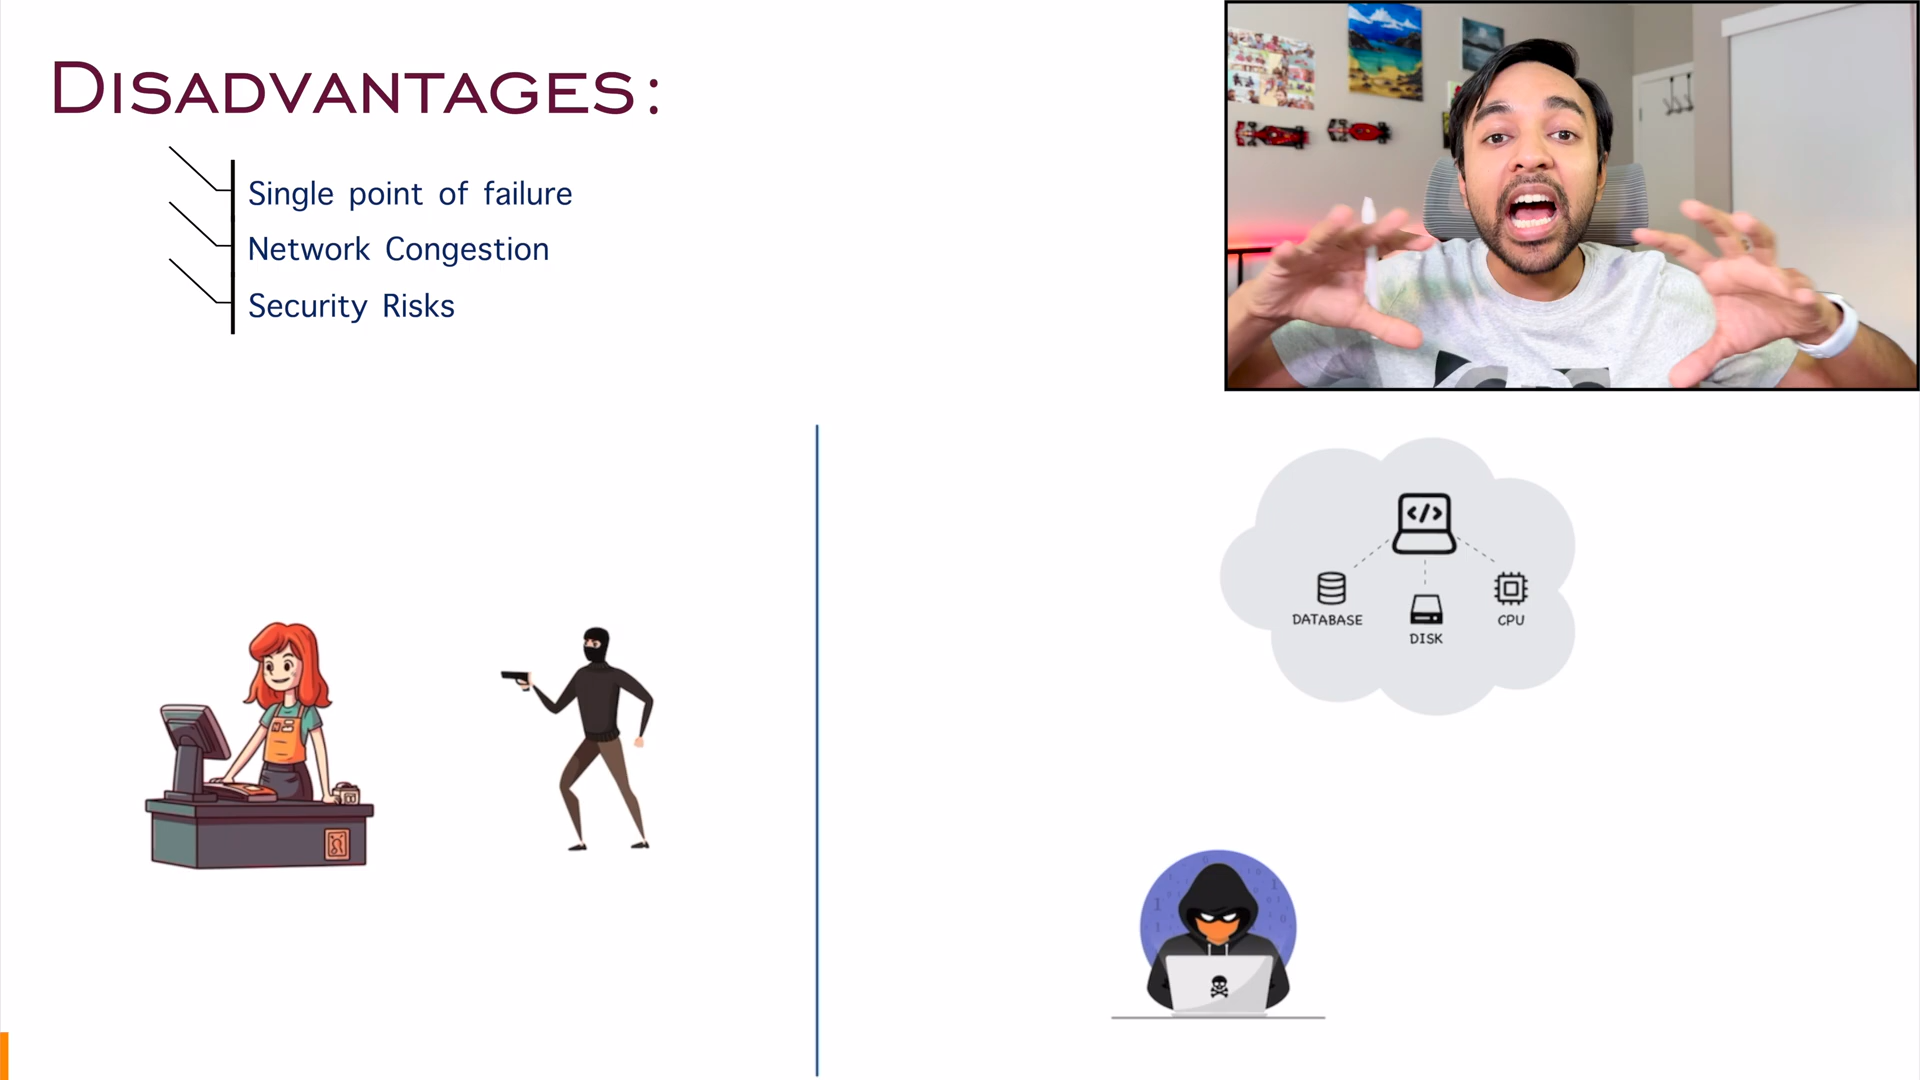 DISADVANTAGES:
Single point of failure
Network Congestion
Security Risks
</>
DATABASE
DISK
CPU